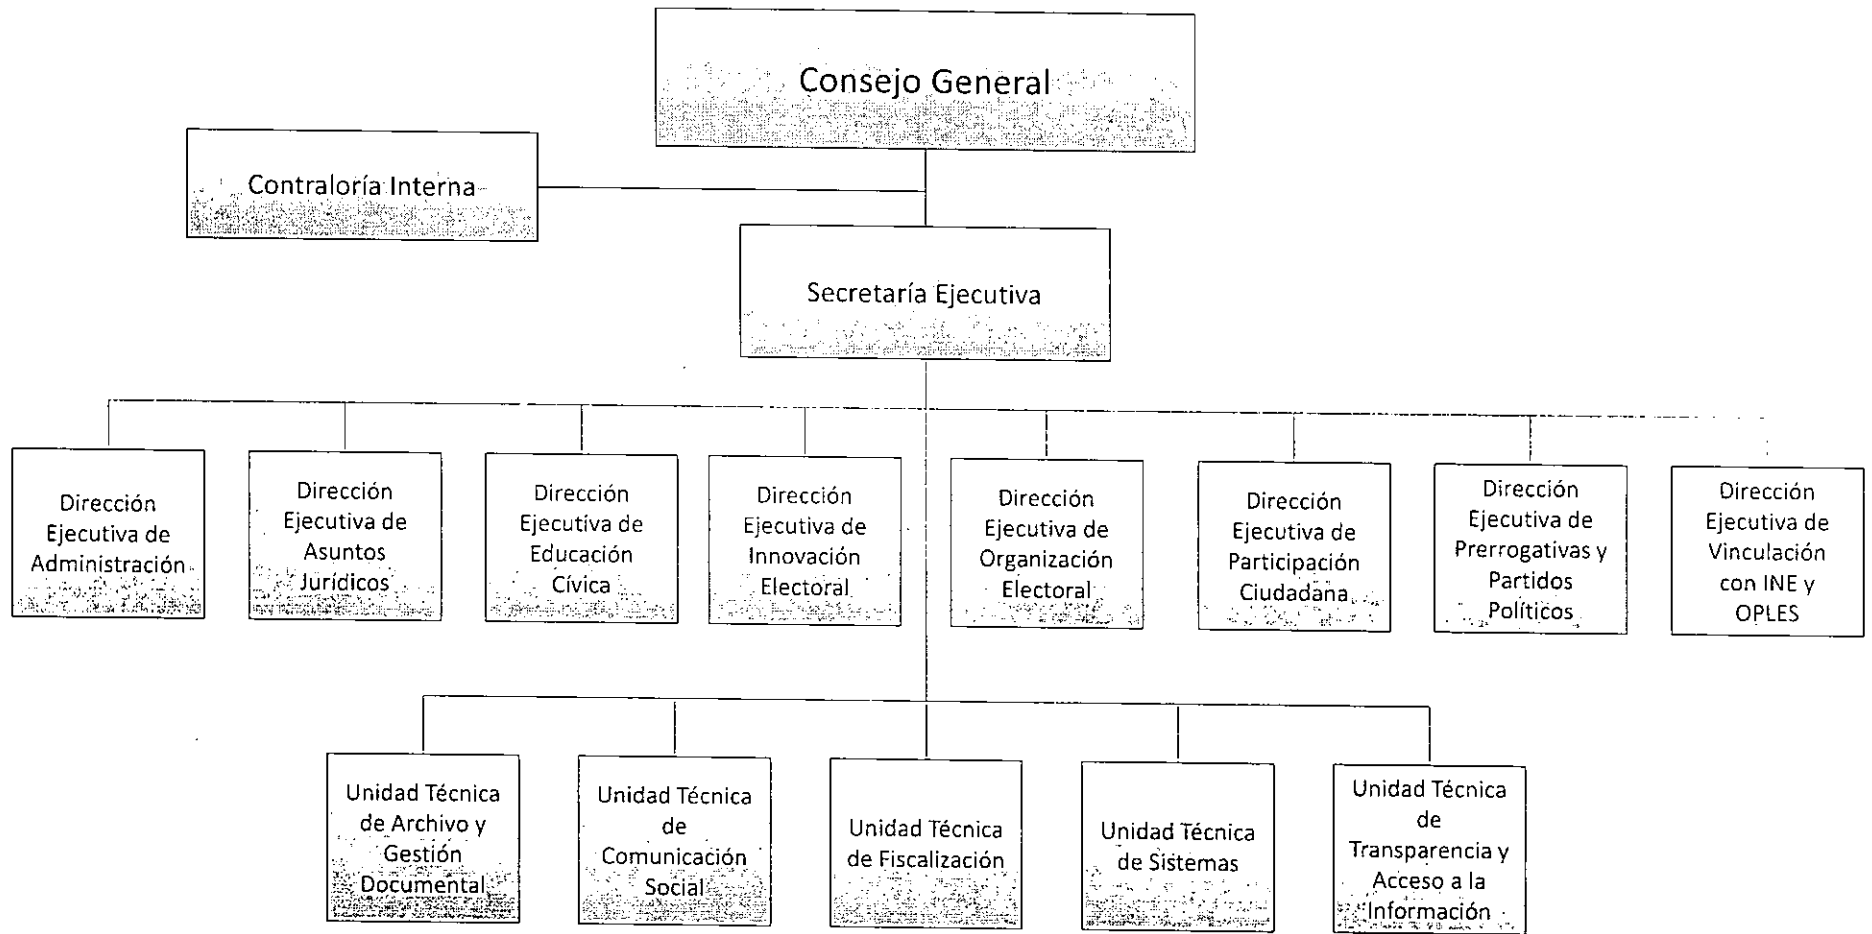 Consejo General
Contraloría Interna
Secretaría Ejecutiva
Dirección
Ejecutiva de
Administración
Dirección
Ejecutiva de
Asuntos
Jurídicos
Dirección
Ejecutiva de
Educación
Cívica
Dirección
Ejecutiva de
Innovación
Electoral
Dirección
Ejecutiva de
Organización
Electoral
Dirección
Ejecutiva de
Participación
Ciudadana
Dirección
Ejecutiva de
Prerrogativas y
Partidos
Políticos
Dirección
Ejecutiva de
Vinculación
con INE y
OPLES
Unidad Técnica
de Archivo y
Gestión
Documental
Unidad Técnica
de
Comunicación
Social
Unidad Técnica
de Fiscalización
Unidad Técnica
de Sistemas
Unidad Técnica
de
Transparencia y
Acceso a la
Información